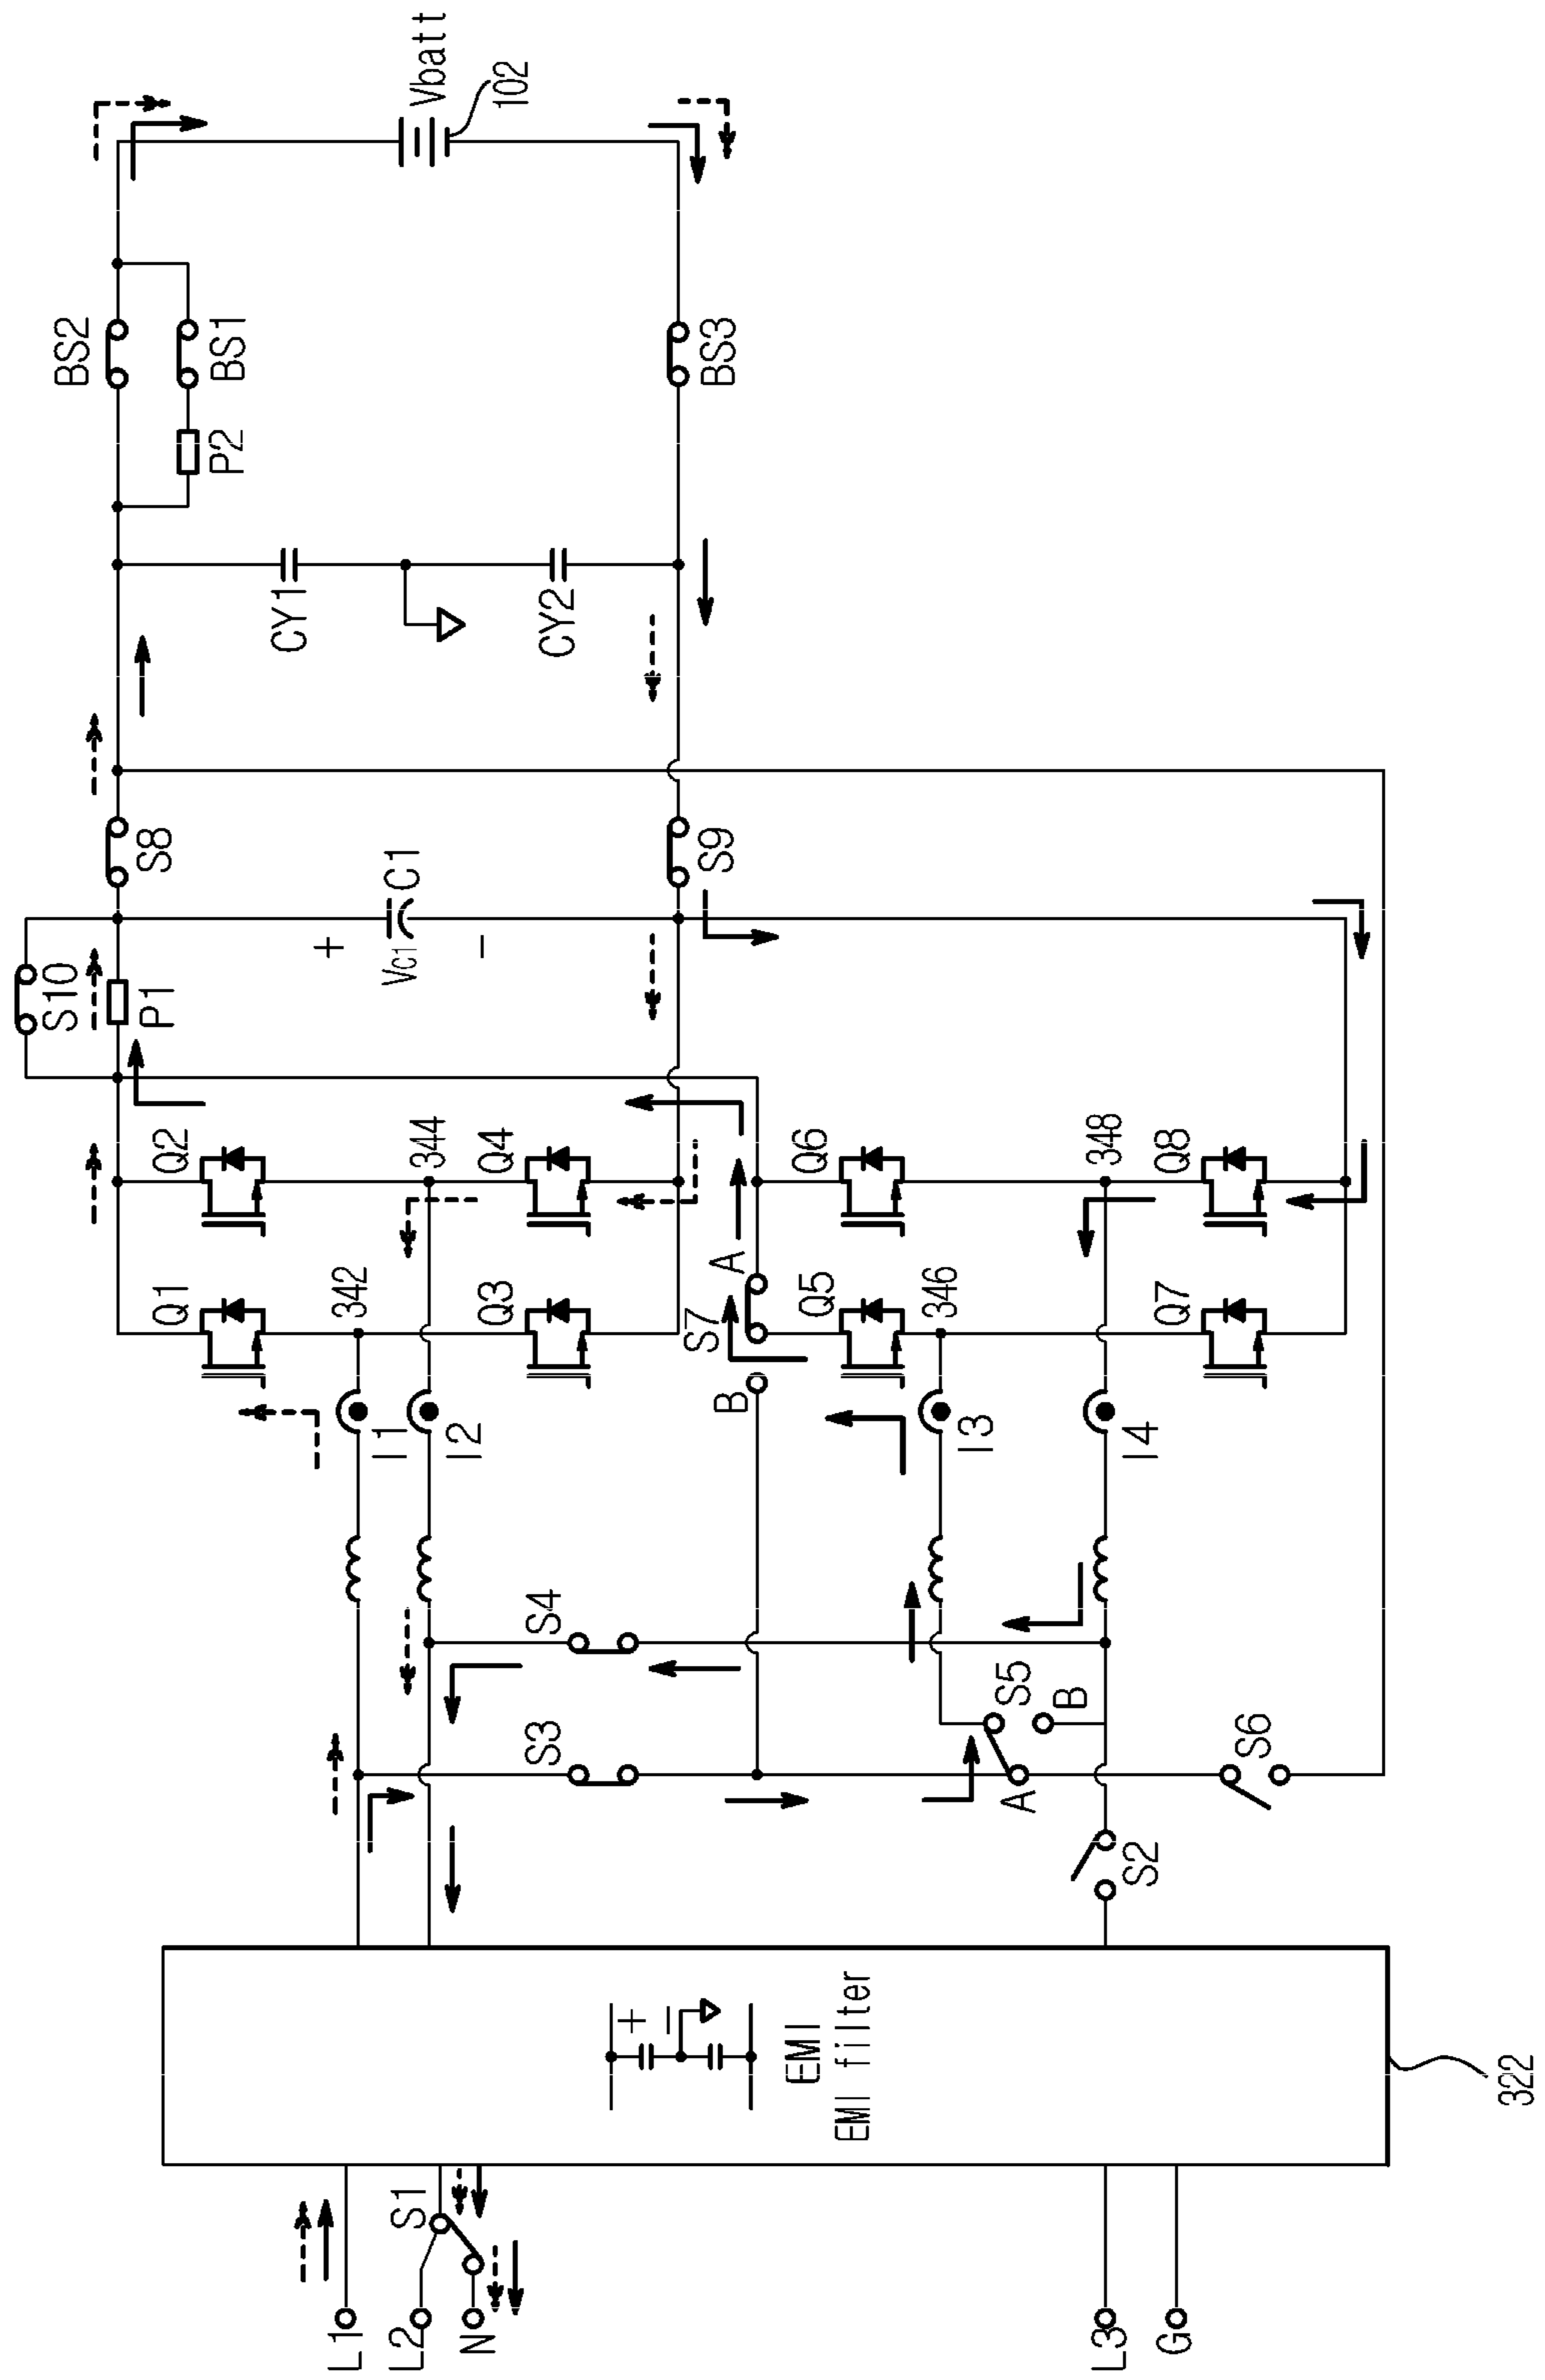 Vbatt
102
BS2
BS1
BS3
P2
CY1
CY2
S8
S9
C1
Vc1
+
−
S10
P1
Q2
344
Q4
Q6
348
Q8
Q1
342
Q3
A
S7
B
Q5
346
Q7
I1
I2
I3
I4
S4
S3
S5
B
A
S6
S2
+
−
EMI
EMI filter
322
S1
L1
L2
N
L3
G